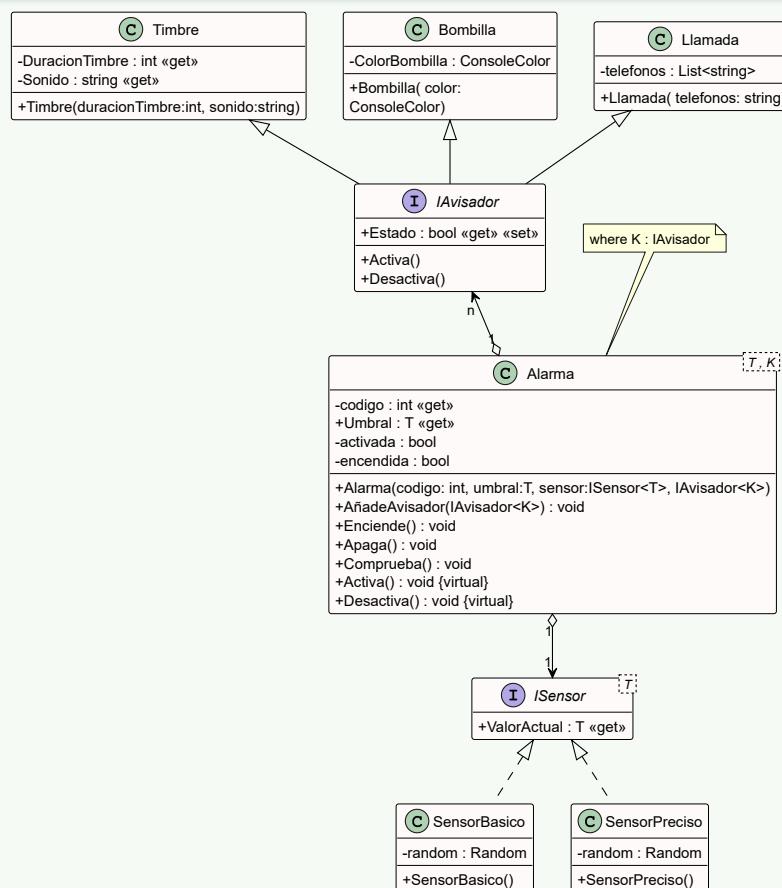 C Timbre
-DuracionTimbre : int «get»
-Sonido : string «get»
+Timbre(duracionTimbre:int, sonido:string)
C Bombilla
-ColorBombilla : ConsoleColor
+Bombilla( color:
ConsoleColor)
C Llamada
-telefonos : List<string>
+Llamada( telefonos: string
I IAvisador
+Estado : bool «get» «set»
+Activa()
+Desactiva()
where K : IAvisador
n
1
C Alarma
T , K
-codigo : int «get»
+Umbral : T «get»
-activada : bool
-encendida : bool
+Alarma(codigo: int, umbral:T, sensor:ISensor<T>, IAvisador<K>)
+AñadeAvisador(IAvisador<K>) : void
+Enciende() : void
+Apaga() : void
+Comprueba() : void
+Activa() : void {virtual}
+Desactiva() : void {virtual}
1
1
I ISensor
T
+ValorActual : T «get»
C SensorBasico
-random : Random
+SensorBasico()
C SensorPreciso
-random : Random
+SensorPreciso()